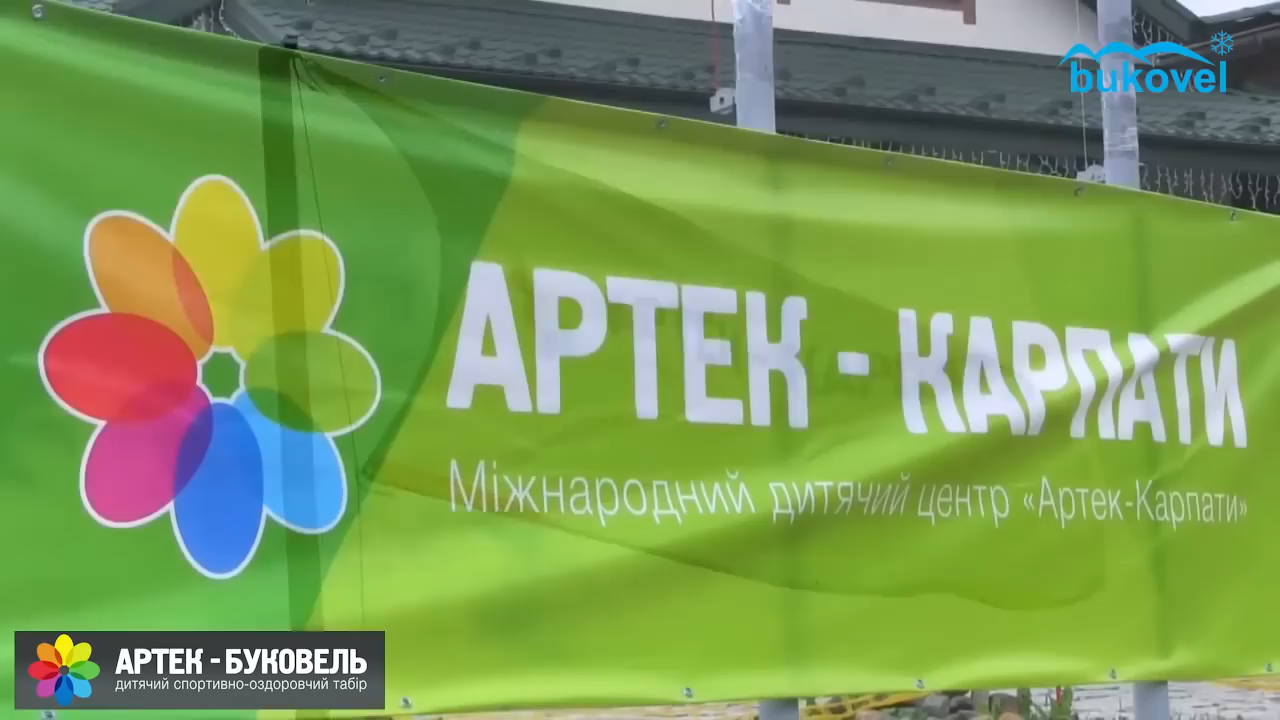 bukovel
АРТЕК - КАРПАТИ
Міжнародний дитячий центр «Артек-Карпати»
АРТЕК - БУКОВЕЛЬ
дитячий спортивно-оздоровчий табір